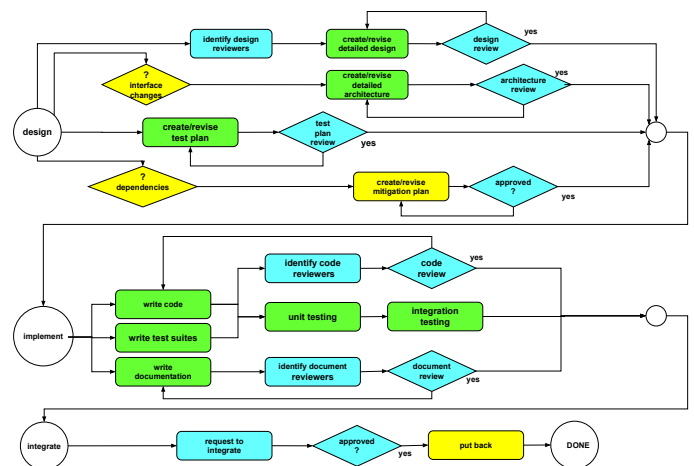 identify design
reviewers
create/revise
detailed design
design
review
yes
?
interface
changes
create/revise
detailed
architecture
architecture
review
yes
design
create/revise
test plan
test
plan
review
yes
?
dependencies
create/revise
mitigation plan
approved
?
yes
identify code
reviewers
code
review
yes
write code
unit testing
integration
testing
implement
write test suites
write
documentation
identify document
reviewers
document
review
yes
integrate
request to
integrate
approved
?
yes
put back
DONE